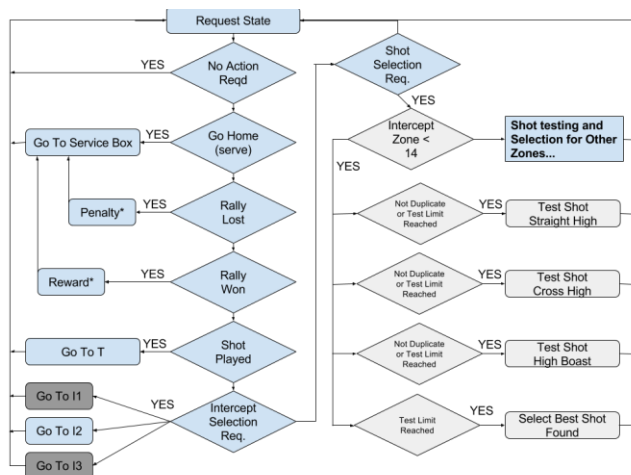 Request State
YES
No Action
Reqd
Go To Service Box
YES
Go Home
(serve)
Penalty*
YES
Rally
Lost
Reward*
YES
Rally
Won
Go To T
YES
Shot
Played
Go To I1
Go To I2
Go To I3
YES
Intercept
Selection
Req.
Shot
Selection
Req.
YES
Intercept
Zone <
14
Shot testing and
Selection for Other
Zones...
YES
Not Duplicate
or Test Limit
Reached
YES
Test Shot
Straight High
Not Duplicate
or Test Limit
Reached
YES
Test Shot
Cross High
Not Duplicate
or Test Limit
Reached
YES
Test Shot
High Boast
Test Limit
Reached
YES
Select Best Shot
Found